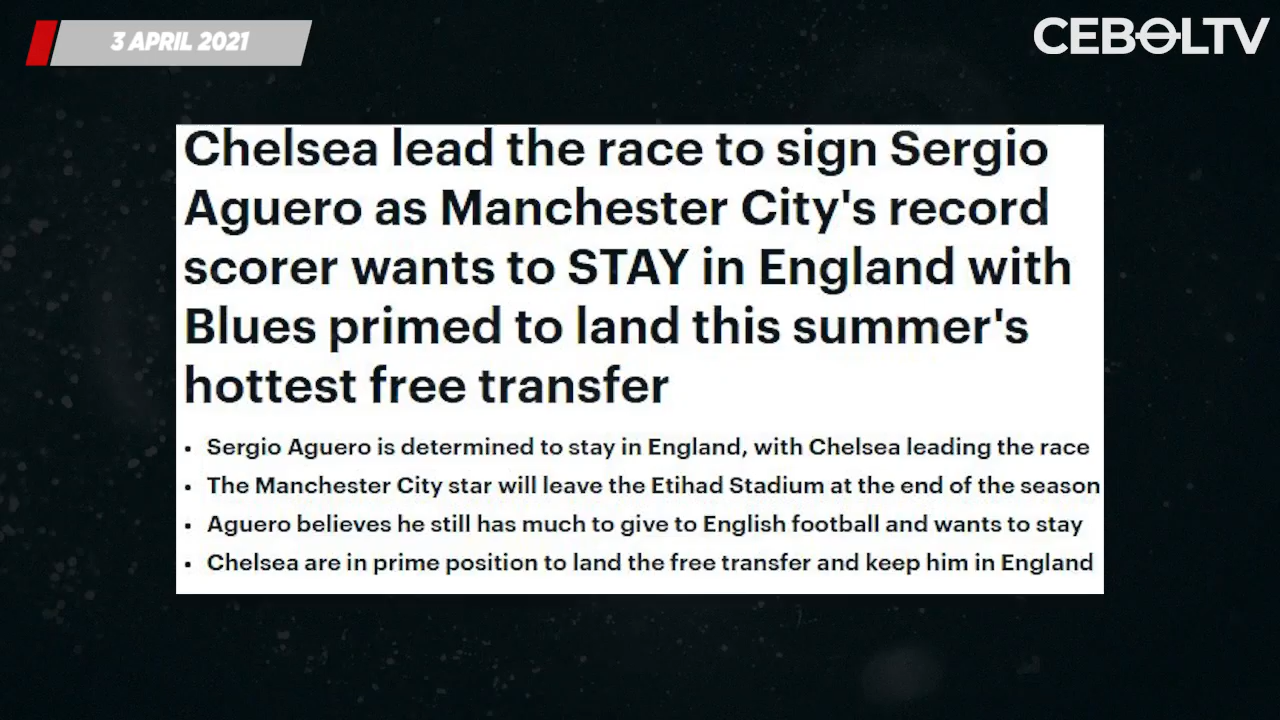 3 APRIL 2021
CEBOLTV
Chelsea lead the race to sign Sergio
Aguero as Manchester City's record
scorer wants to STAY in England with
Blues primed to land this summer's
hottest free transfer
• Sergio Aguero is determined to stay in England, with Chelsea leading the race
• The Manchester City star will leave the Etihad Stadium at the end of the season
• Aguero believes he still has much to give to English football and wants to stay
• Chelsea are in prime position to land the free transfer and keep him in England